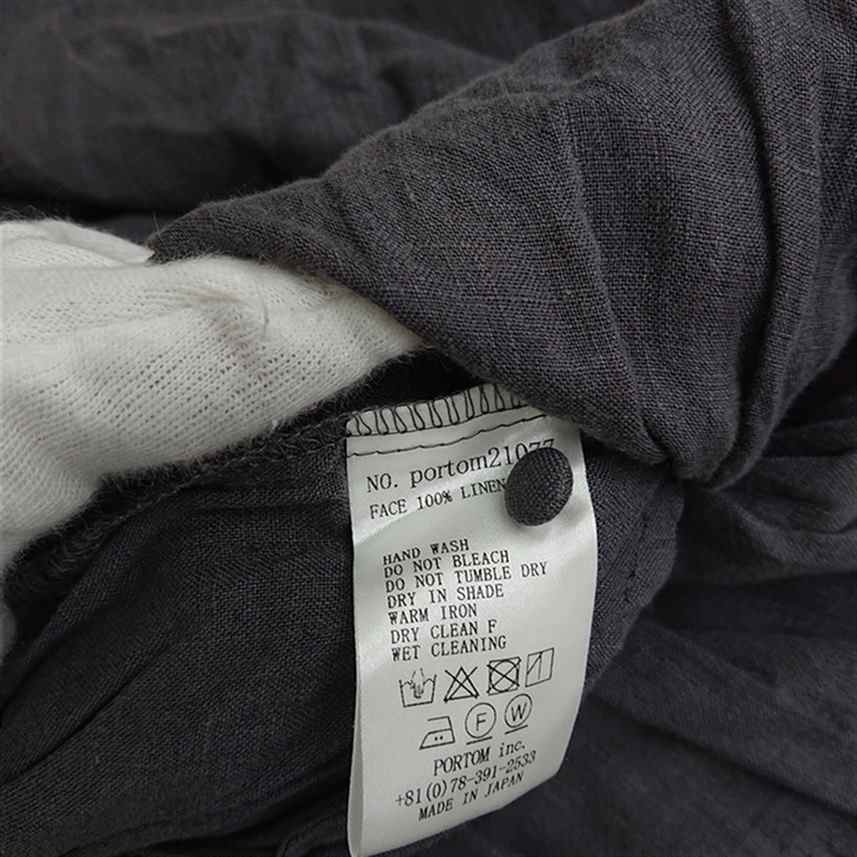 NO. portom21077
FACE 100% LINEN
HAND WASH
DO NOT BLEACH
DO NOT TUMBLE DRY
DRY IN SHADE
WARM IRON
DRY CLEAN F
WET CLEANING
F W
PORTOM inc.
+81(0)78-391-2533
MADE IN JAPAN